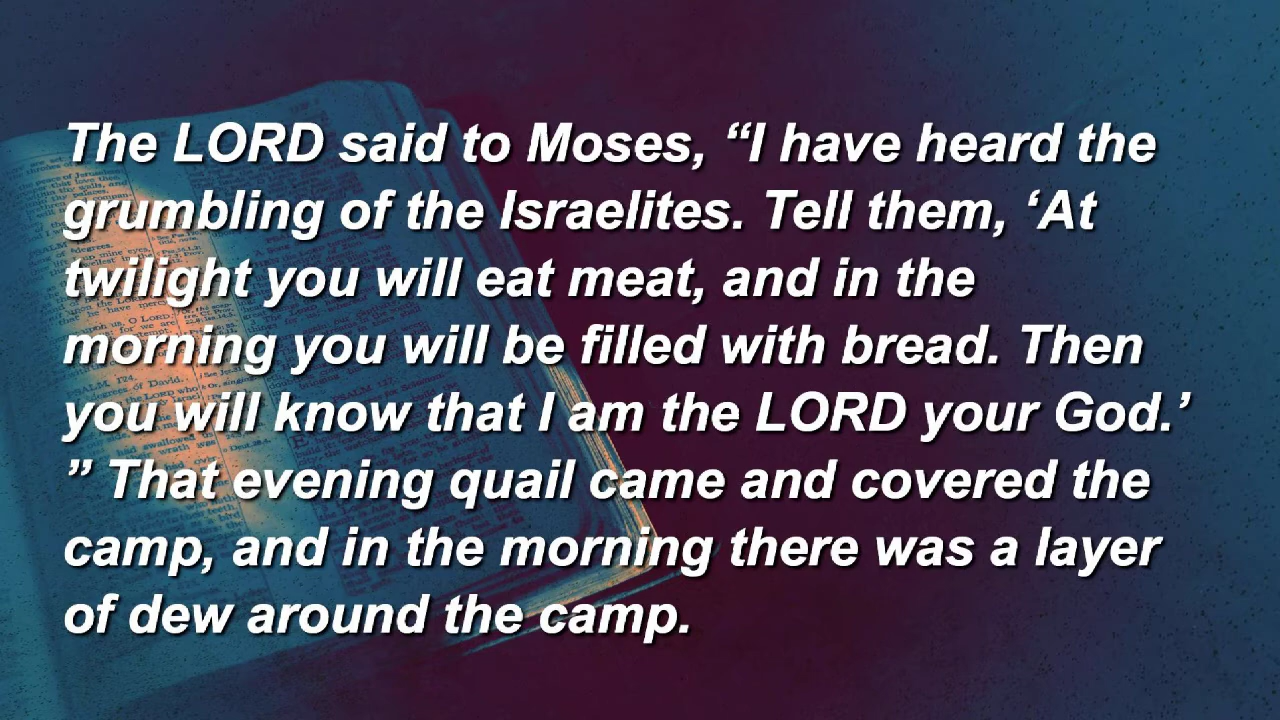 The LORD said to Moses, “I have heard the
grumbling of the Israelites. Tell them, ‘At
twilight you will eat meat, and in the
morning you will be filled with bread. Then
you will know that I am the LORD your God.’
” That evening quail came and covered the
camp, and in the morning there was a layer
of dew around the camp.